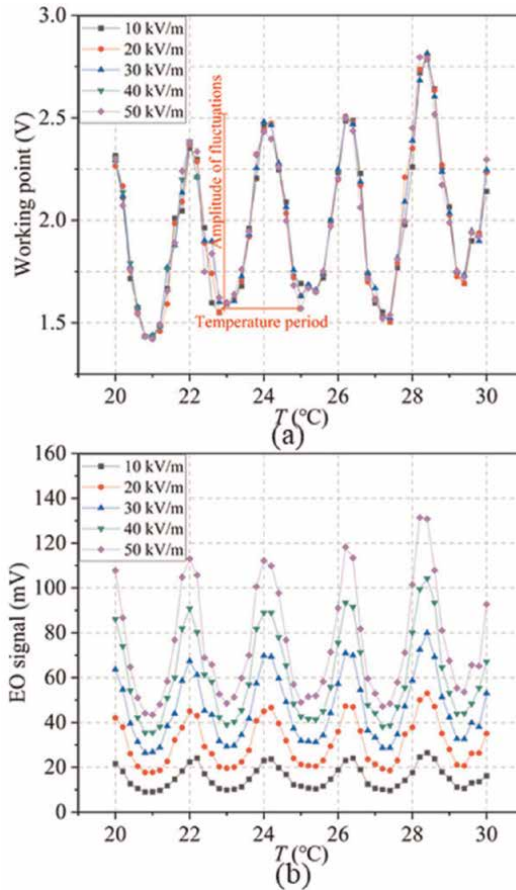 3.0
10 kV/m
20 kV/m
30 kV/m
40 kV/m
50 kV/m
2.5
2.0
1.5
Working point (V)
Amplitude of fluctuations
Temperature period
20 22 24 26 28 30
T (°C)
(a)
160
10 kV/m
20 kV/m
30 kV/m
40 kV/m
50 kV/m
140
120
100
80
60
40
20
0
EO signal (mV)
20 22 24 26 28 30
T (°C)
(b)